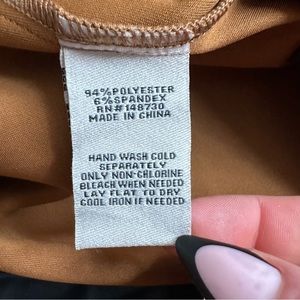 94% POLYESTER
6% SPANDEX
RN# 148730
MADE IN CHINA
HAND WASH COLD
SEPARATELY
ONLY NON-CHLORINE
BLEACH WHEN NEEDED
LAY FLAT TO DRY
COOL IRON IF NEEDED